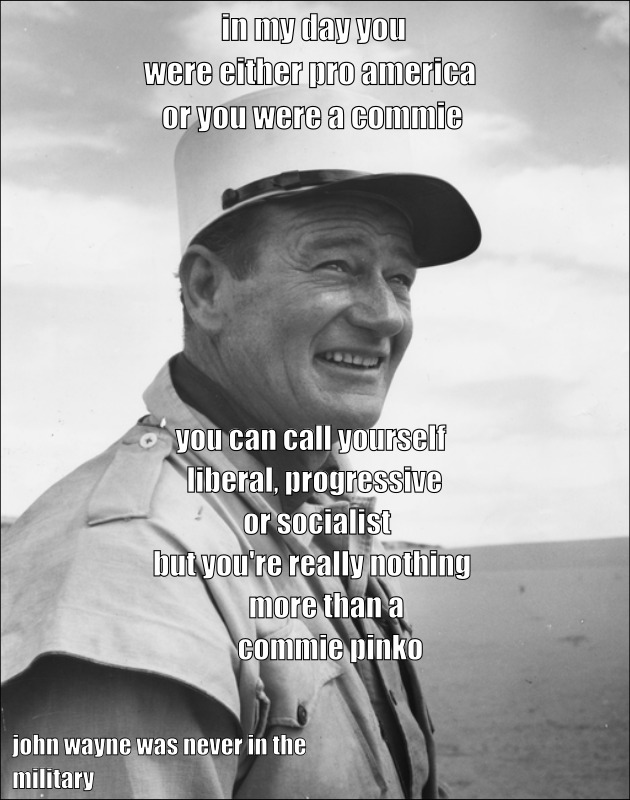 in my day you
were either pro america
or you were a commie
you can call yourself
liberal, progressive
or socialist
but you're really nothing
more than a
commie pinko
john wayne was never in the
military